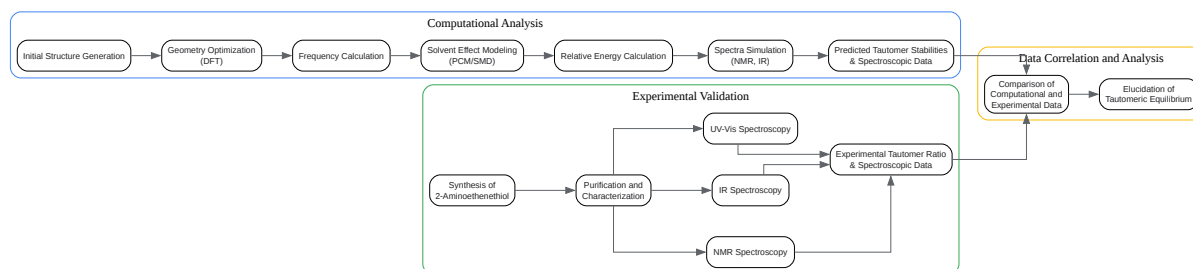 Computational Analysis
Initial Structure Generation
Geometry Optimization
(DFT)
Frequency Calculation
Solvent Effect Modeling
(PCM/SMD)
Relative Energy Calculation
Spectra Simulation
(NMR, IR)
Predicted Tautomer Stabilities
& Spectroscopic Data
Data Correlation and Analysis
Comparison of
Computational and
Experimental Data
Elucidation of
Tautomeric Equilibrium
Experimental Validation
Synthesis of
2-Aminoethenethiol
Purification and
Characterization
UV-Vis Spectroscopy
IR Spectroscopy
NMR Spectroscopy
Experimental Tautomer Ratio
& Spectroscopic Data